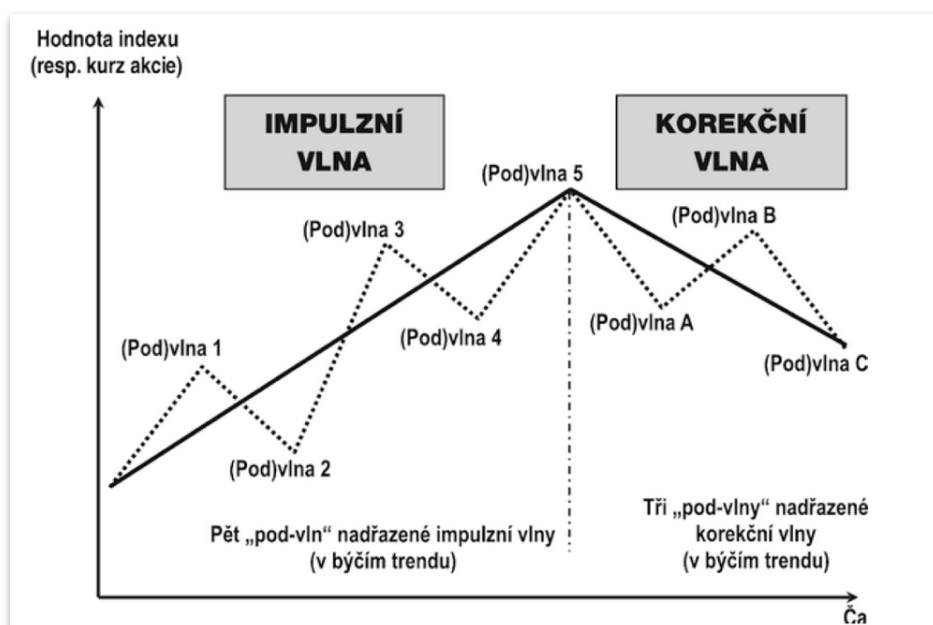 Hodnota indexu
(resp. kurz akcie)
IMPULZNÍ
VLNA
KOREKČNÍ
VLNA
(Pod)vlna 5
(Pod)vlna 3
(Pod)vlna B
(Pod)vlna 1
(Pod)vlna 4
(Pod)vlna A
(Pod)vlna C
(Pod)vlna 2
Pět „pod-vln“ nadřazené impulzní vlny
(v býčím trendu)
Tři „pod-vlny“ nadřazené
korekční vlny
(v býčím trendu)
Ča